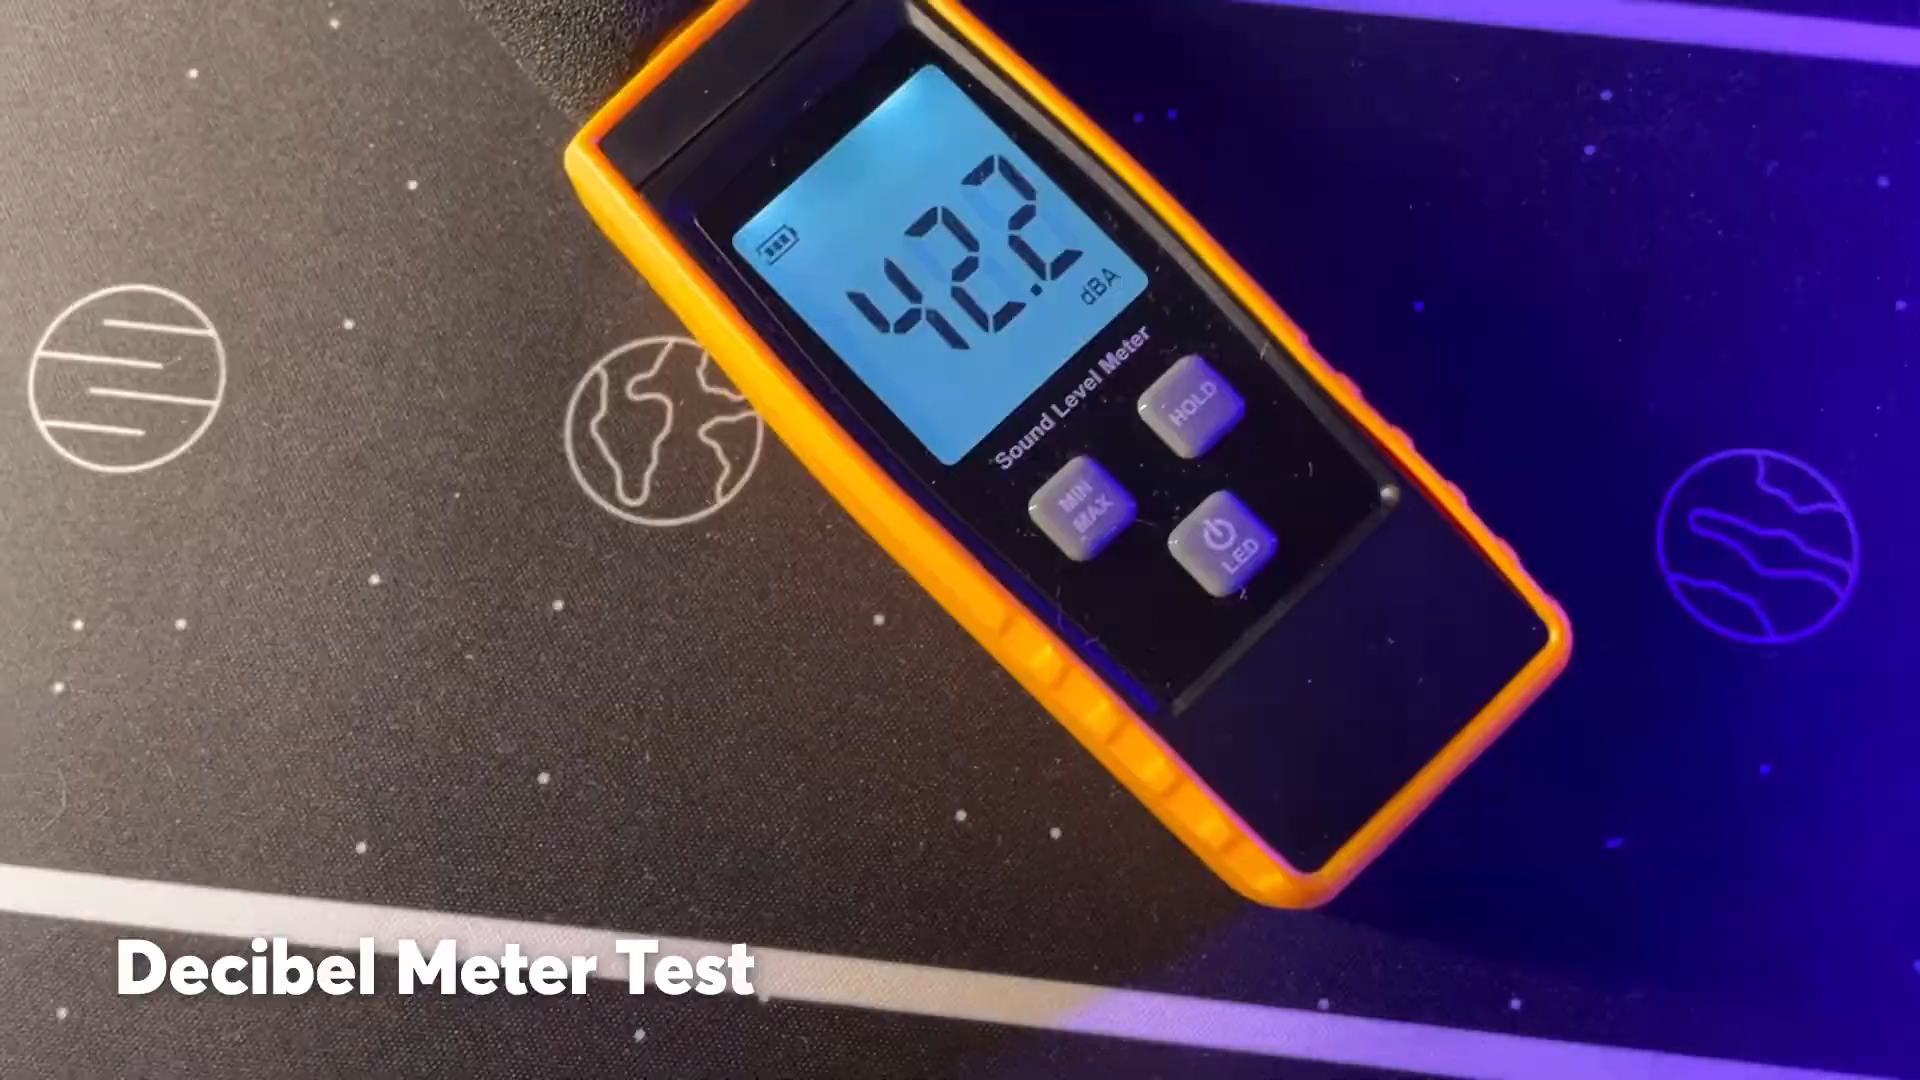 42.2
dBA
Sound Level Meter
HOLD
MIN
MAX
LED
Decibel Meter Test